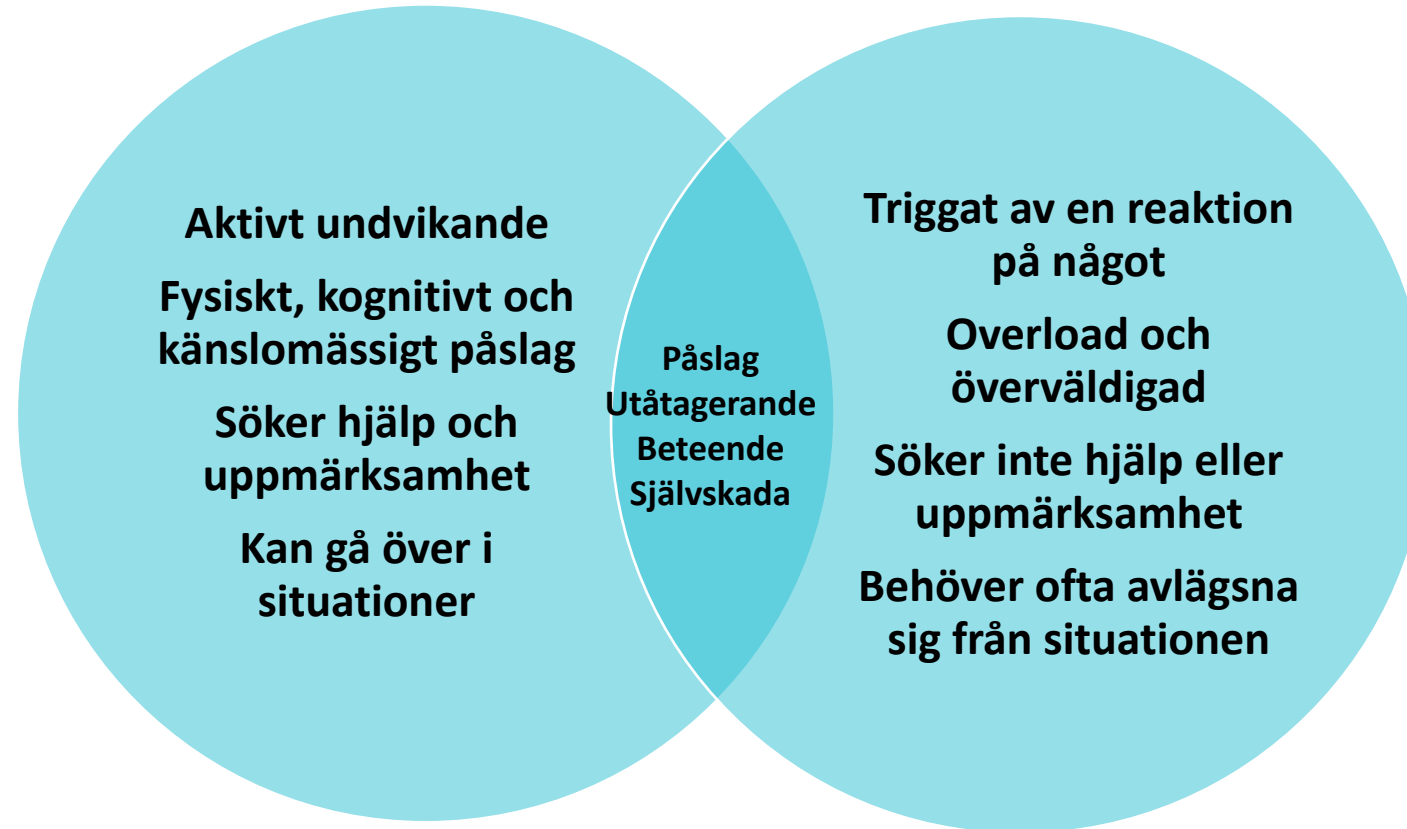 Aktivt undvikande
Fysiskt, kognitivt och
känslomässigt påslag
Söker hjälp och
uppmärksamhet
Kan gå över i
situationer
Påslag
Utåtagerande
Beteende
Självskada
Triggat av en reaktion
på något
Overload och
överväldigad
Söker inte hjälp eller
uppmärksamhet
Behöver ofta avlägsna
sig från situationen